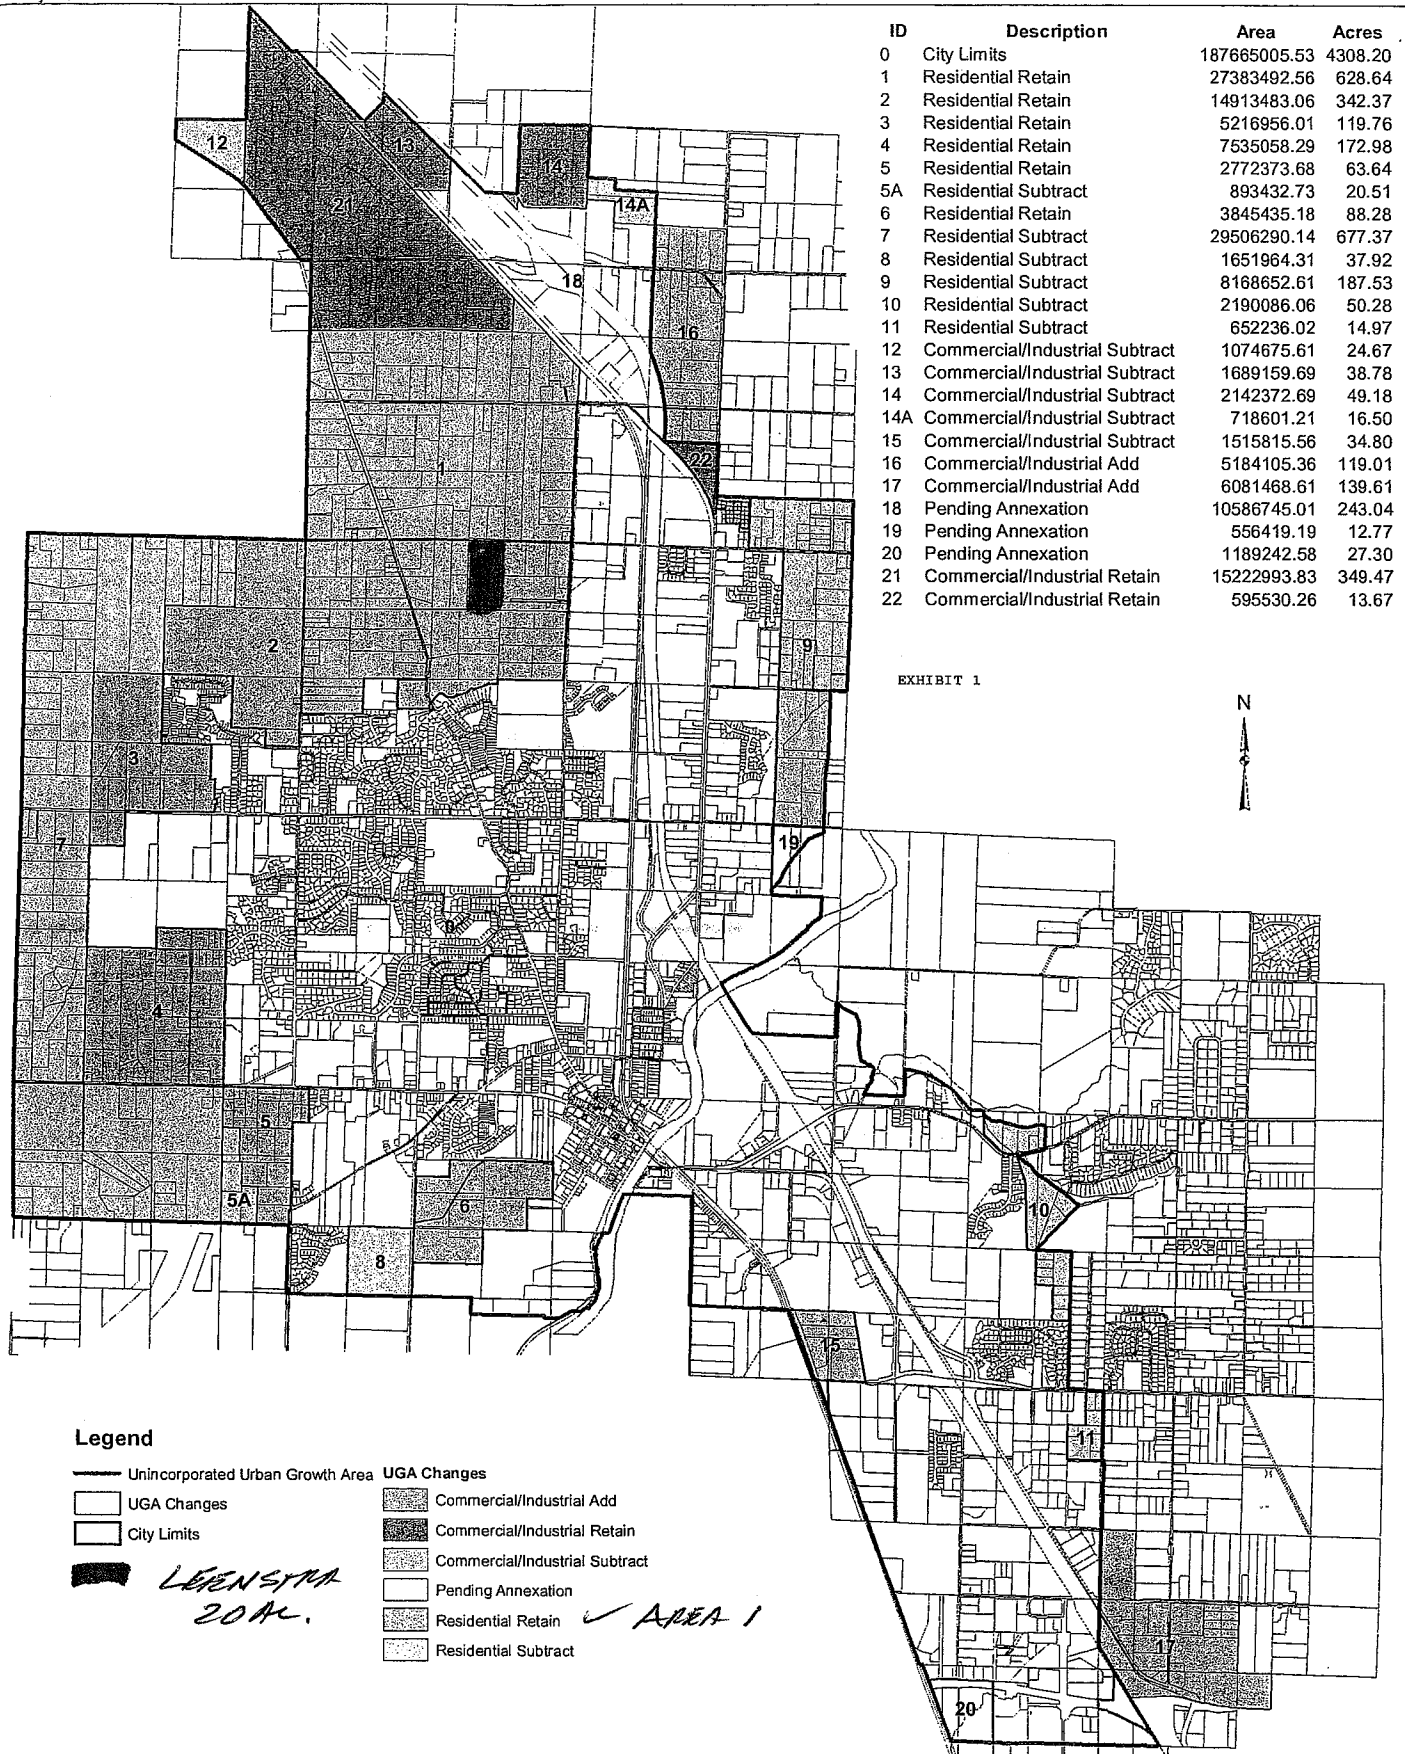 ID Description Area Acres
0 City Limits 187665005.53 4308.20
1 Residential Retain 27383492.56 628.64
2 Residential Retain 14913483.06 342.37
3 Residential Retain 5216956.01 119.76
4 Residential Retain 7535058.29 172.98
5 Residential Retain 2772373.68 63.64
5A Residential Subtract 893432.73 20.51
6 Residential Retain 3845435.18 88.28
7 Residential Subtract 29506290.14 677.37
8 Residential Subtract 1651964.31 37.92
9 Residential Subtract 8168652.61 187.53
10 Residential Subtract 2190086.06 50.28
11 Residential Subtract 652236.02 14.97
12 Commercial/Industrial Subtract 1074675.61 24.67
13 Commercial/Industrial Subtract 1689159.69 38.78
14 Commercial/Industrial Subtract 2142372.69 49.18
14A Commercial/Industrial Subtract 718601.21 16.50
15 Commercial/Industrial Subtract 1515815.56 34.80
16 Commercial/Industrial Add 5184105.36 119.01
17 Commercial/Industrial Add 6081468.61 139.61
18 Pending Annexation 10586745.01 243.04
19 Pending Annexation 556419.19 12.77
20 Pending Annexation 1189242.58 27.30
21 Commercial/Industrial Retain 15222993.83 349.47
22 Commercial/Industrial Retain 595530.26 13.67
EXHIBIT 1
N
12
13
14
14A
21
18
16
1
22
2
9
3
7
19
0
4
5
5A
6
8
10
15
11
17
20
Legend
Unincorporated Urban Growth Area
UGA Changes
City Limits
LEENSTRA
20 AC.
UGA Changes
Commercial/Industrial Add
Commercial/Industrial Retain
Commercial/Industrial Subtract
Pending Annexation
Residential Retain ✓ AREA 1
Residential Subtract